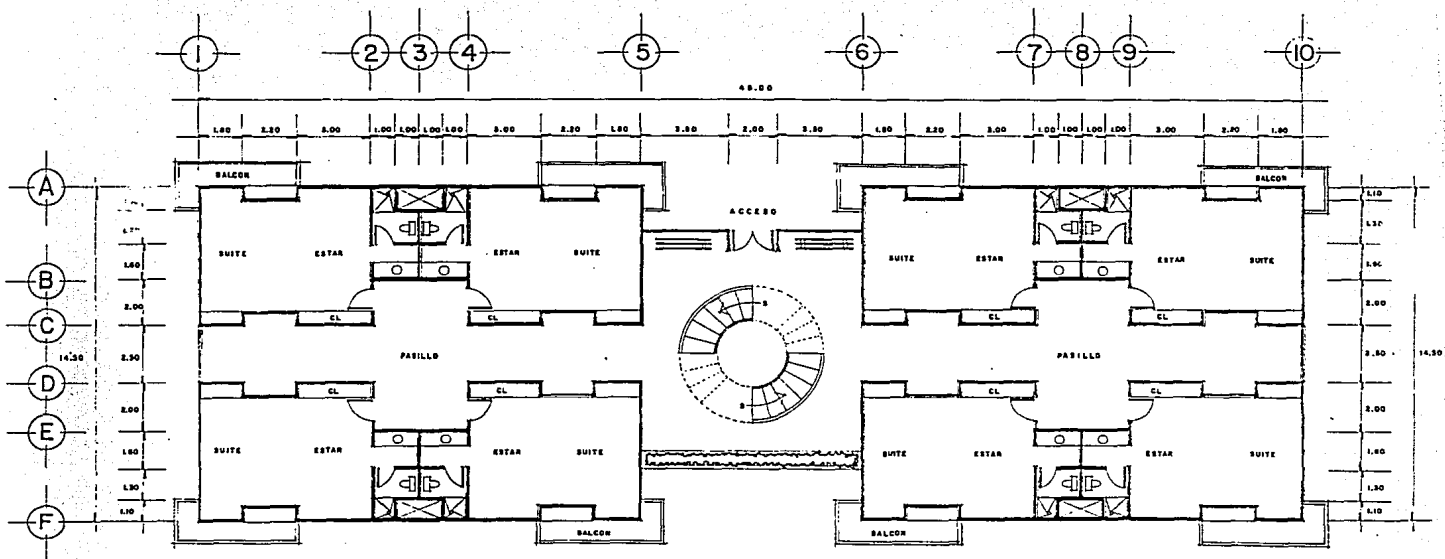 1 2 3 4 5 6 7 8 9 10
45.00
1.80 2.20 3.00 1.00 1.00 1.00 1.00 3.00 2.20 1.80 3.50 2.00 3.50 1.80 2.20 3.00 1.00 1.00 1.00 1.00 3.00 2.20 1.80
BALCON BALCON
A
1.10
ACCESO
1.30
SUITE ESTAR ESTAR SUITE SUITE ESTAR ESTAR SUITE
1.60 1.60
B
2.00 2.00
S
C CL CL CL CL
14.50 2.50 PASILLO PASILLO 2.50 14.50
D
CL CL CL CL
S
2.00 2.00
E
1.60 SUITE ESTAR ESTAR SUITE SUITE ESTAR ESTAR SUITE 1.60
1.30 1.30
1.10 1.10
F
BALCON BALCON